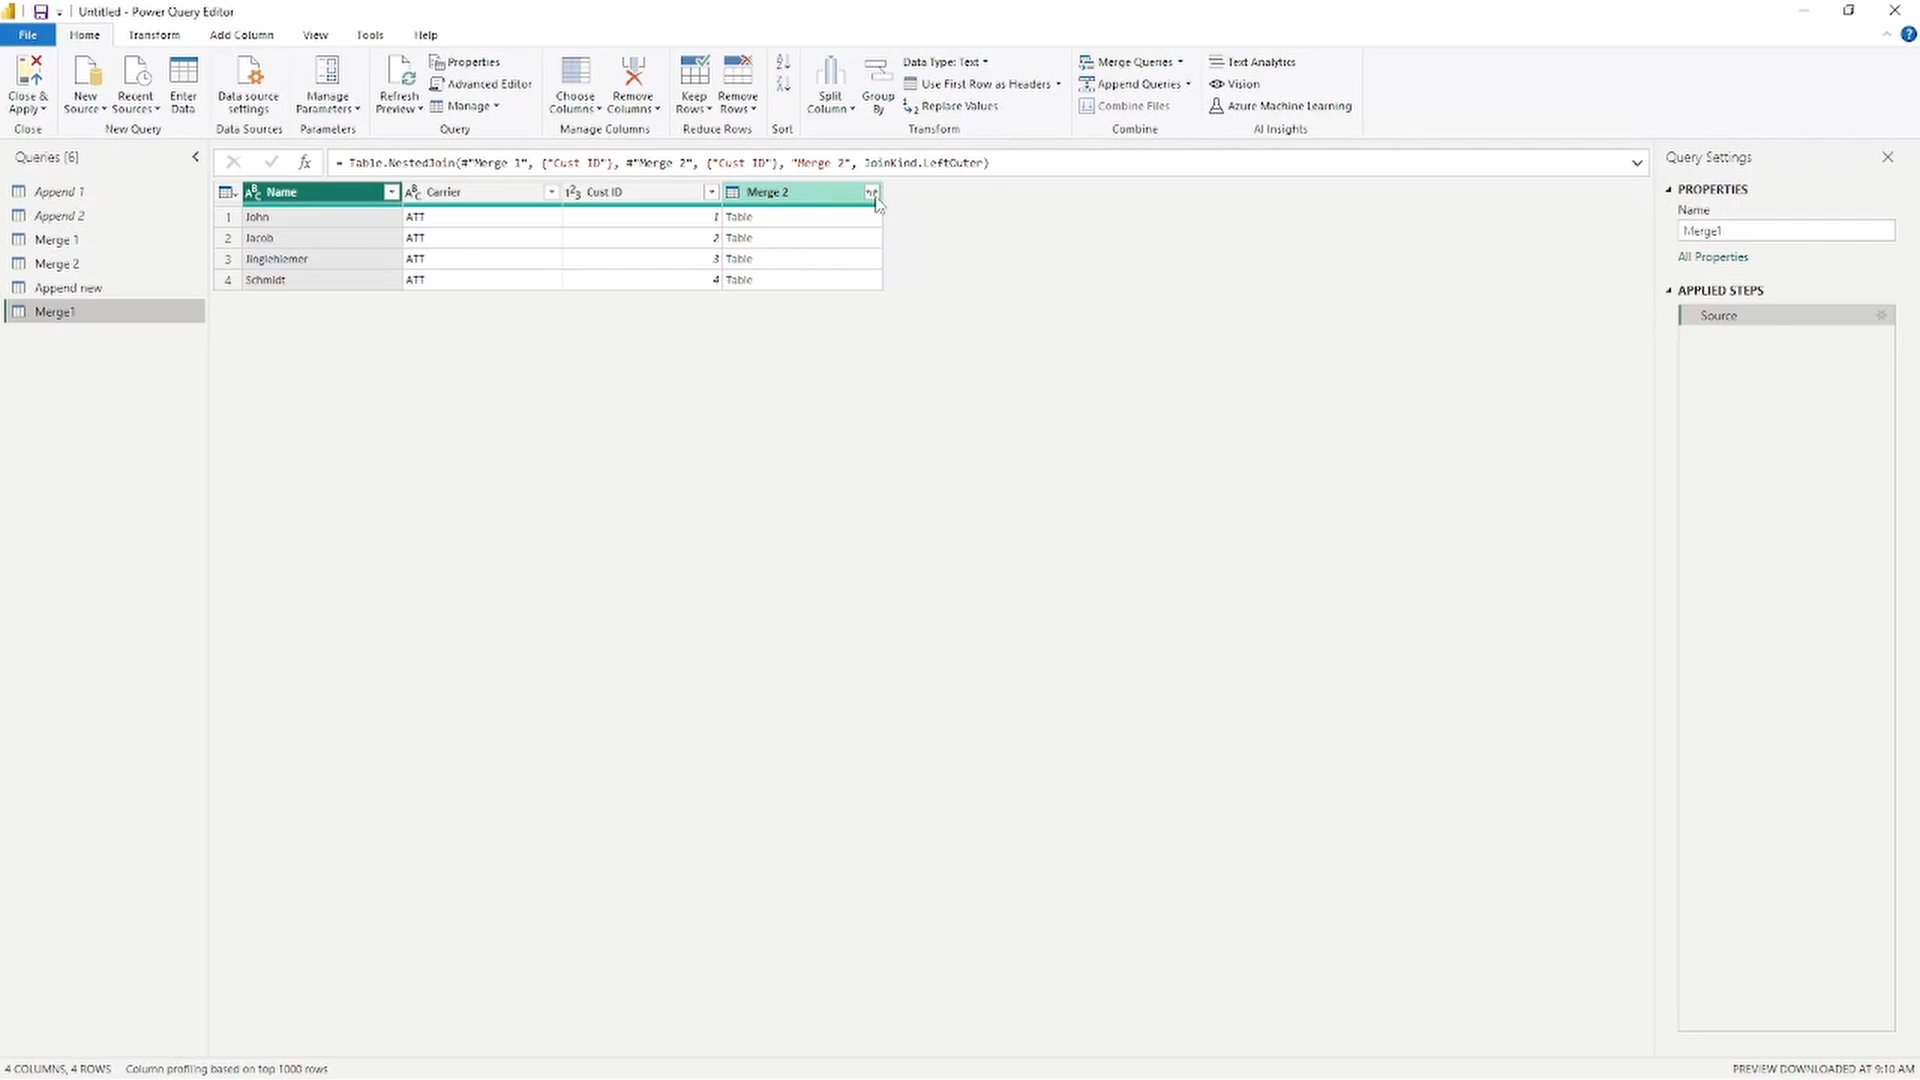 Untitled - Power Query Editor
File Home Transform Add Column View Tools Help
Close & Apply
New Source
Recent Sources
Enter Data
Data source settings
Manage Parameters
Refresh Preview
Properties
Advanced Editor
Manage
Choose Columns
Remove Columns
Keep Rows
Remove Rows
Split Column
Group By
Data Type: Text
Use First Row as Headers
Replace Values
Merge Queries
Append Queries
Combine Files
Text Analytics
Vision
Azure Machine Learning
Close New Query Data Sources Parameters Query Manage Columns Reduce Rows Sort Transform Combine AI Insights
Queries [6]
Append 1
Append 2
Merge 1
Merge 2
Append new
Merge1
fx = Table.NestedJoin(#"Merge 1", {"Cust ID"}, #"Merge 2", {"Cust ID"}, "Merge 2", JoinKind.LeftOuter)
Name Carrier Cust ID Merge 2
1 John ATT 1 Table
2 Jacob ATT 2 Table
3 Jinglehiemer ATT 3 Table
4 Schmidt ATT 4 Table
Query Settings
PROPERTIES
Name
Merge1
All Properties
APPLIED STEPS
Source
4 COLUMNS, 4 ROWS Column profiling based on top 1000 rows
PREVIEW DOWNLOADED AT 9:10 AM